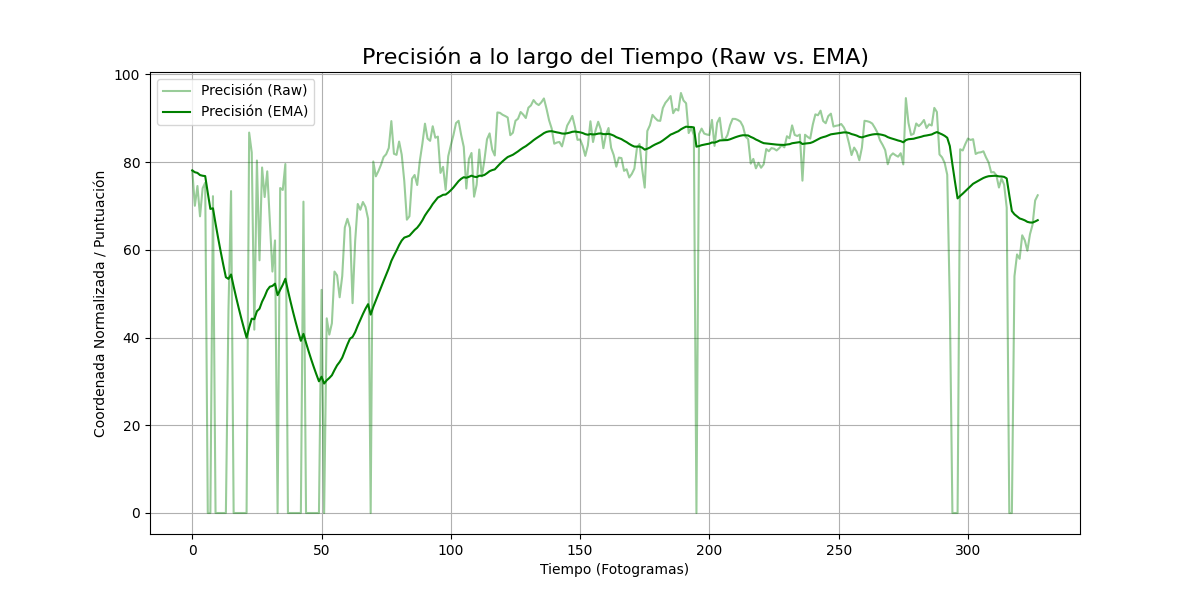 Precisión a lo largo del Tiempo (Raw vs. EMA)
Precisión (Raw)
Precisión (EMA)
Coordenada Normalizada / Puntuación
100
80
60
40
20
0
0 50 100 150 200 250 300
Tiempo (Fotogramas)